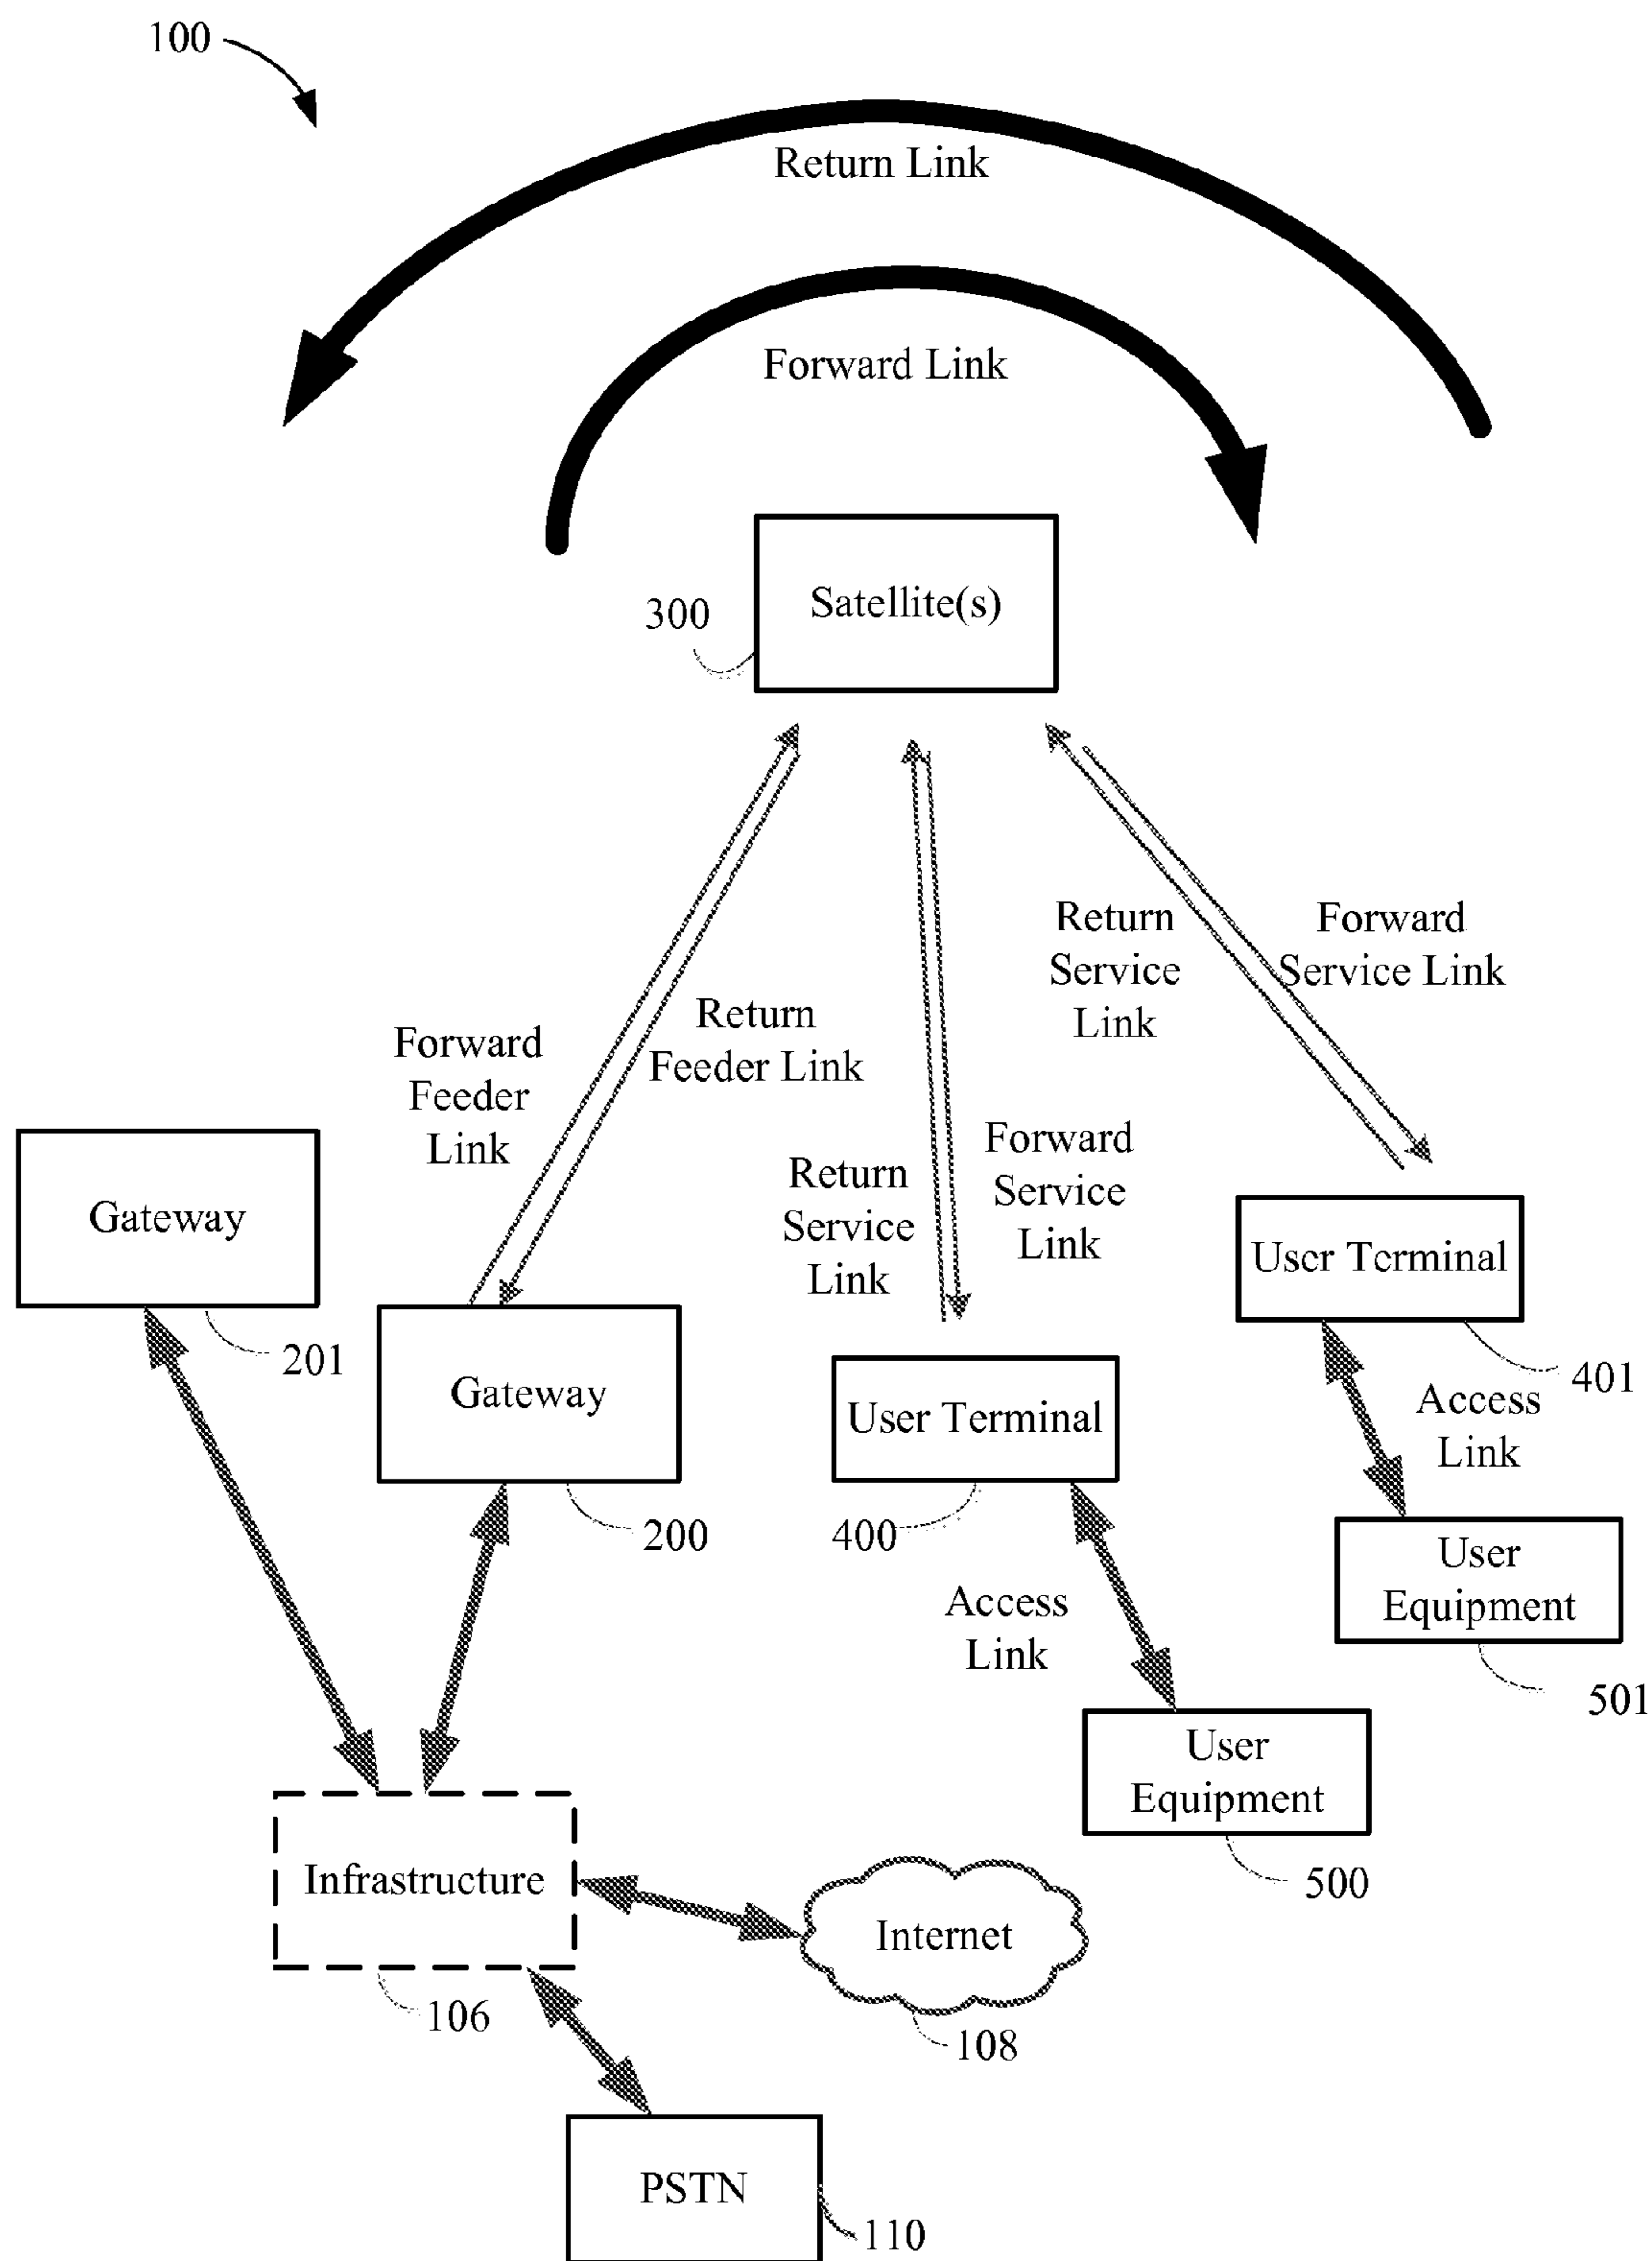 100
Return Link
Forward Link
Satellite(s)
300
Return
Service
Link
Forward
Service Link
Forward
Feeder
Link
Return
Feeder Link
Return
Service
Link
Forward
Service
Link
Gateway
201
Gateway
200
User Terminal
400
User Terminal
401
Access
Link
User
Equipment
501
Access
Link
User
Equipment
500
Infrastructure
106
Internet
108
PSTN
110